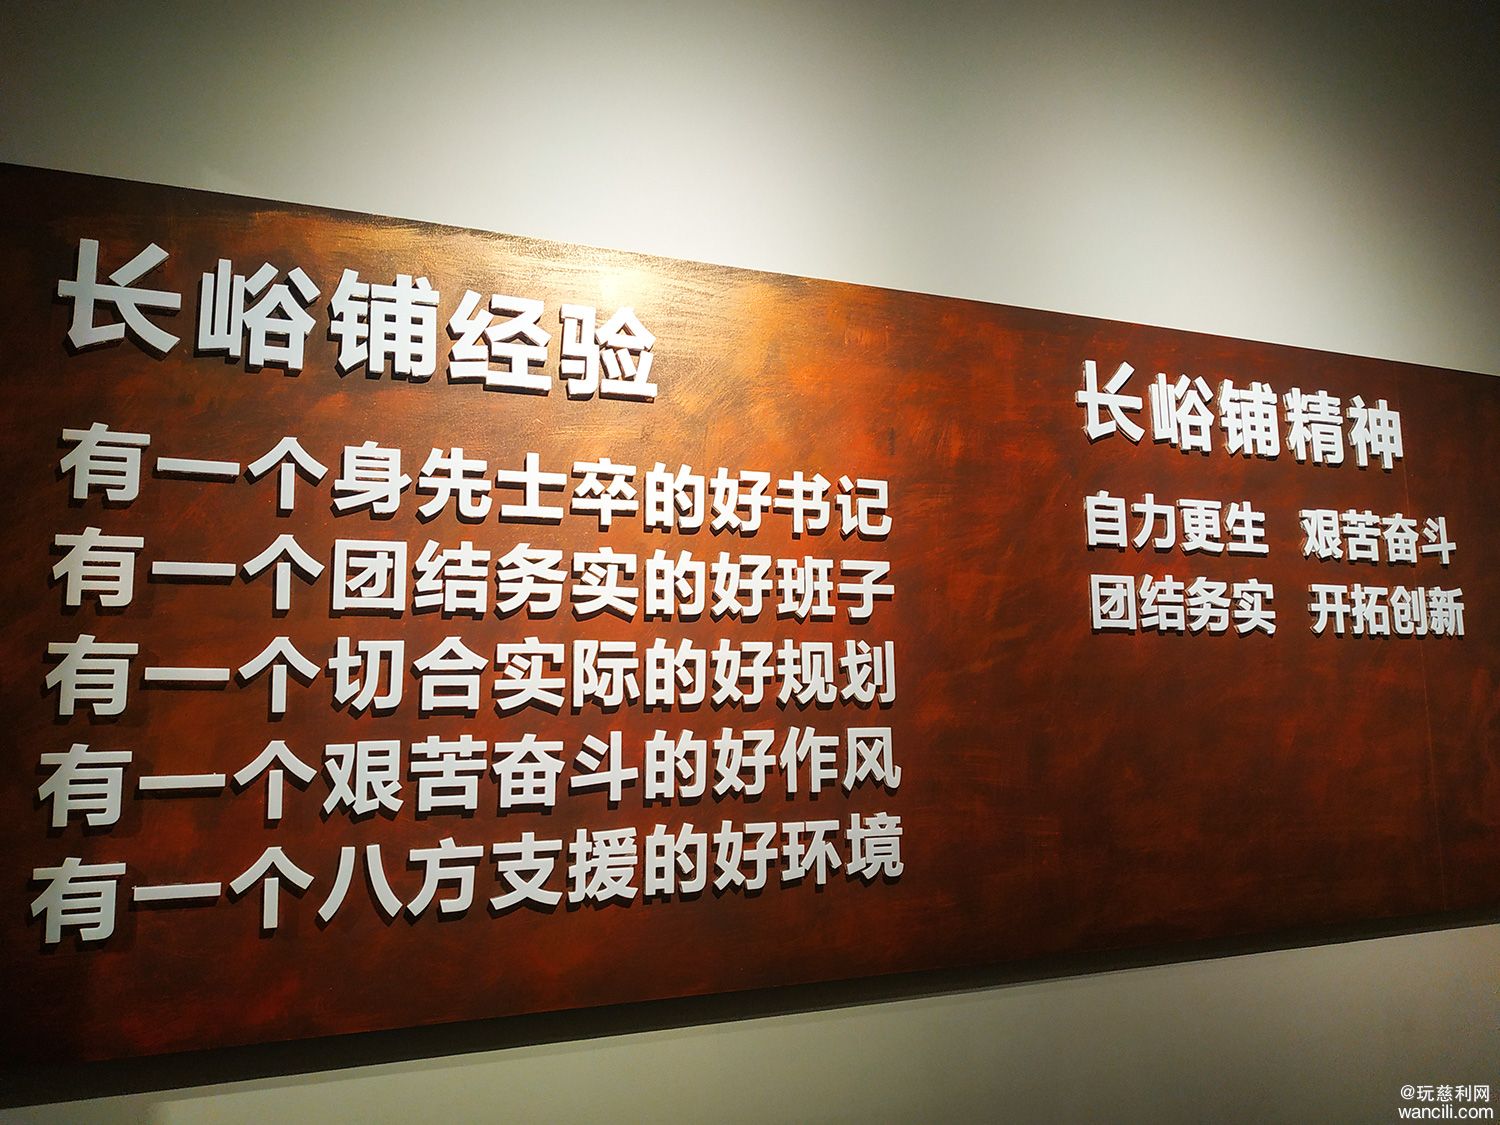 长峪铺经验
有一个身先士卒的好书记
有一个团结务实的好班子
有一个切合实际的好规划
有一个艰苦奋斗的好作风
有一个八方支援的好环境
长峪铺精神
自力更生 艰苦奋斗
团结务实 开拓创新
@玩慈利网
wancili.com